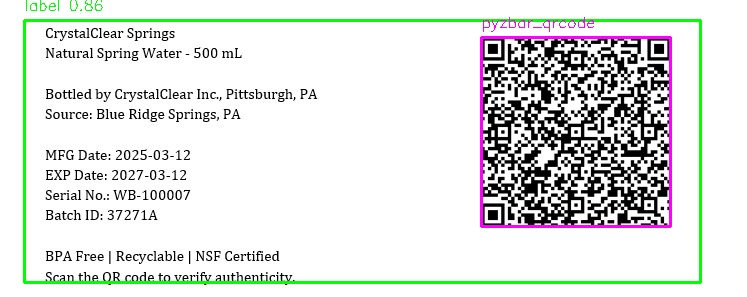 label 0.86
pyzbar_qrcode
CrystalClear Springs
Natural Spring Water - 500 mL
Bottled by CrystalClear Inc., Pittsburgh, PA
Source: Blue Ridge Springs, PA
MFG Date: 2025-03-12
EXP Date: 2027-03-12
Serial No.: WB-100007
Batch ID: 37271A
BPA Free | Recyclable | NSF Certified
Scan the QR code to verify authenticity.